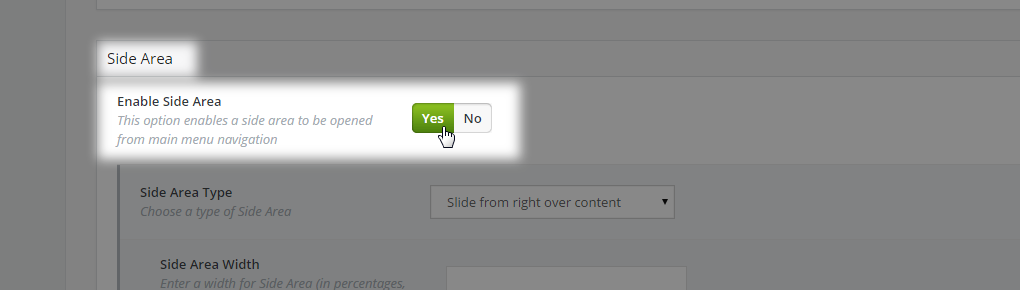 Side Area
Enable Side Area
This option enables a side area to be opened
from main menu navigation
Yes No
Side Area Type
Choose a type of Side Area
Slide from right over content
Side Area Width
Enter a width for Side Area (in percentages,